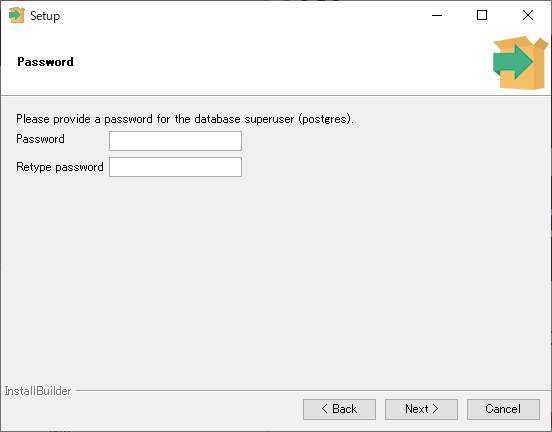 Setup
Password
Please provide a password for the database superuser (postgres).
Password
Retype password
InstallBuilder
< Back
Next >
Cancel